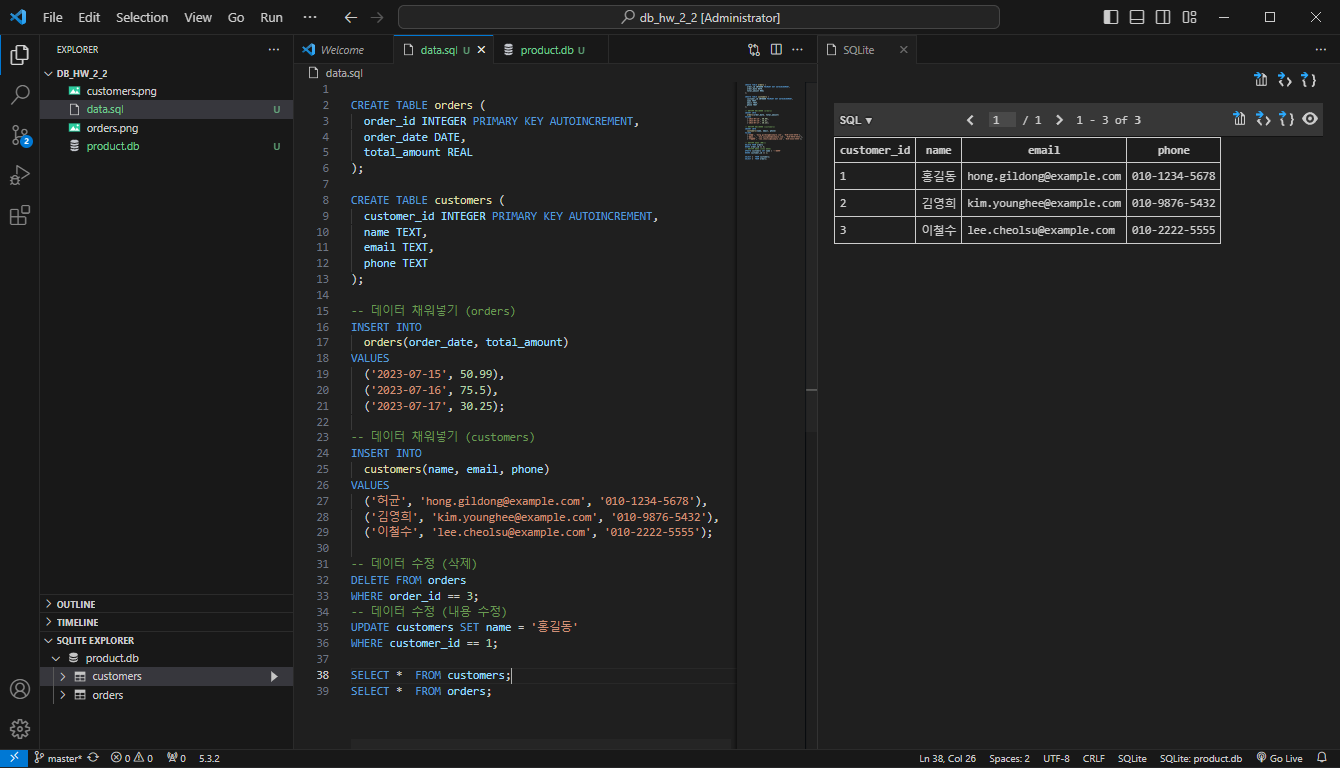 File Edit Selection View Go Run ··· db_hw_2_2 [Administrator]
EXPLORER ···
DB_HW_2_2
customers.png
data.sql U
orders.png
product.db U
2
OUTLINE
TIMELINE
SQLITE EXPLORER
product.db
customers
orders
Welcome data.sql U product.db U ···
data.sql
1
2 CREATE TABLE orders (
3 order_id INTEGER PRIMARY KEY AUTOINCREMENT,
4 order_date DATE,
5 total_amount REAL
6 );
7
8 CREATE TABLE customers (
9 customer_id INTEGER PRIMARY KEY AUTOINCREMENT,
10 name TEXT,
11 email TEXT,
12 phone TEXT
13 );
14
15 -- 데이터 채워넣기 (orders)
16 INSERT INTO
17 orders(order_date, total_amount)
18 VALUES
19 ('2023-07-15', 50.99),
20 ('2023-07-16', 75.5),
21 ('2023-07-17', 30.25);
22
23 -- 데이터 채워넣기 (customers)
24 INSERT INTO
25 customers(name, email, phone)
26 VALUES
27 ('허균', 'hong.gildong@example.com', '010-1234-5678'),
28 ('김영희', 'kim.younghee@example.com', '010-9876-5432'),
29 ('이철수', 'lee.cheolsu@example.com', '010-2222-5555');
30
31 -- 데이터 수정 (삭제)
32 DELETE FROM orders
33 WHERE order_id == 3;
34 -- 데이터 수정 (내용 수정)
35 UPDATE customers SET name = '홍길동'
36 WHERE customer_id == 1;
37
38 SELECT * FROM customers;
39 SELECT * FROM orders;
SQLite ···
SQL ▼ 1 / 1 1 - 3 of 3
customer_id name email phone
1 홍길동 hong.gildong@example.com 010-1234-5678
2 김영희 kim.younghee@example.com 010-9876-5432
3 이철수 lee.cheolsu@example.com 010-2222-5555
master* 0 0 0 5.3.2 Ln 38, Col 26 Spaces: 2 UTF-8 CRLF SQLite SQLite: product.db Go Live